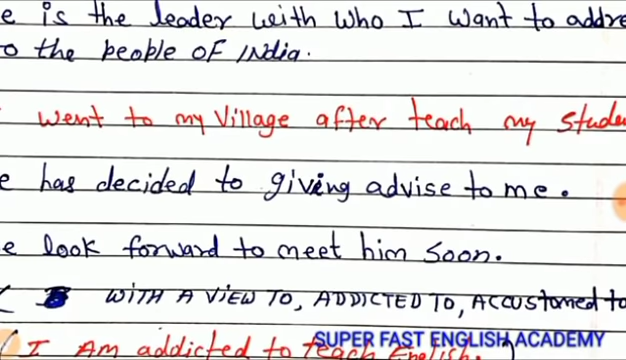 e is the leader with who I want to addre
o the people of India.
I went to my village after teach my stude
e has decided to giving advise to me.
e look forward to meet him soon.
WITH A VIEW TO, ADDICTED TO, ACCUStomed to
I Am addicted to teach English.
SUPER FAST ENGLISH ACADEMY